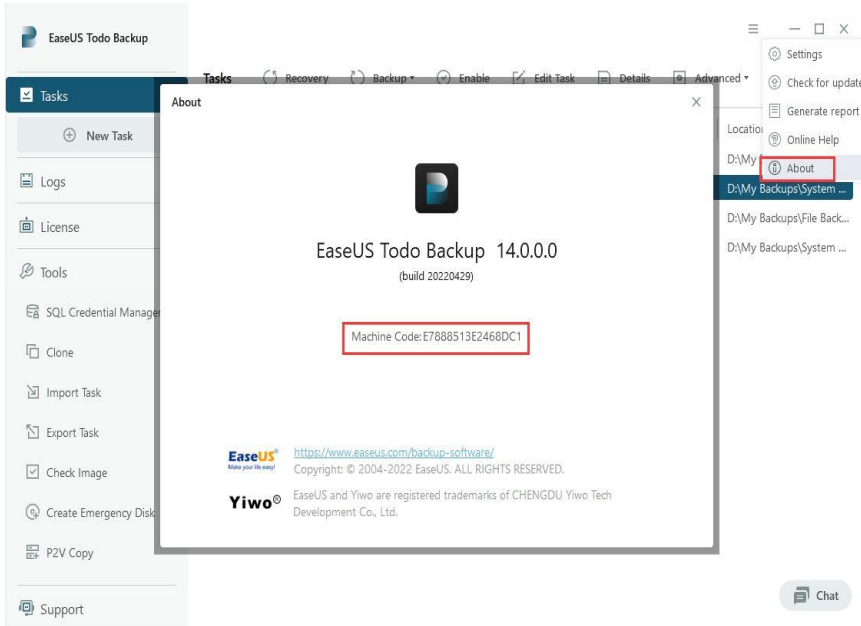 EaseUS Todo Backup
Tasks
New Task
Logs
License
Tools
SQL Credential Manager
Clone
Import Task
Export Task
Check Image
Create Emergency Disk
P2V Copy
Support
Tasks Recovery Backup Enable Edit Task Details Advanced
Settings
Check for update
Generate report
Online Help
About
Location
D:\My
D:\My Backups\System ...
D:\My Backups\File Back...
D:\My Backups\System ...
About
EaseUS Todo Backup 14.0.0.0
(build 20220429)
Machine Code:E7888513E2468DC1
EaseUS®
Make your life easy!
https://www.easeus.com/backup-software/
Copyright: © 2004-2022 EaseUS. ALL RIGHTS RESERVED.
Yiwo®
EaseUS and Yiwo are registered trademarks of CHENGDU Yiwo Tech
Development Co., Ltd.
Chat